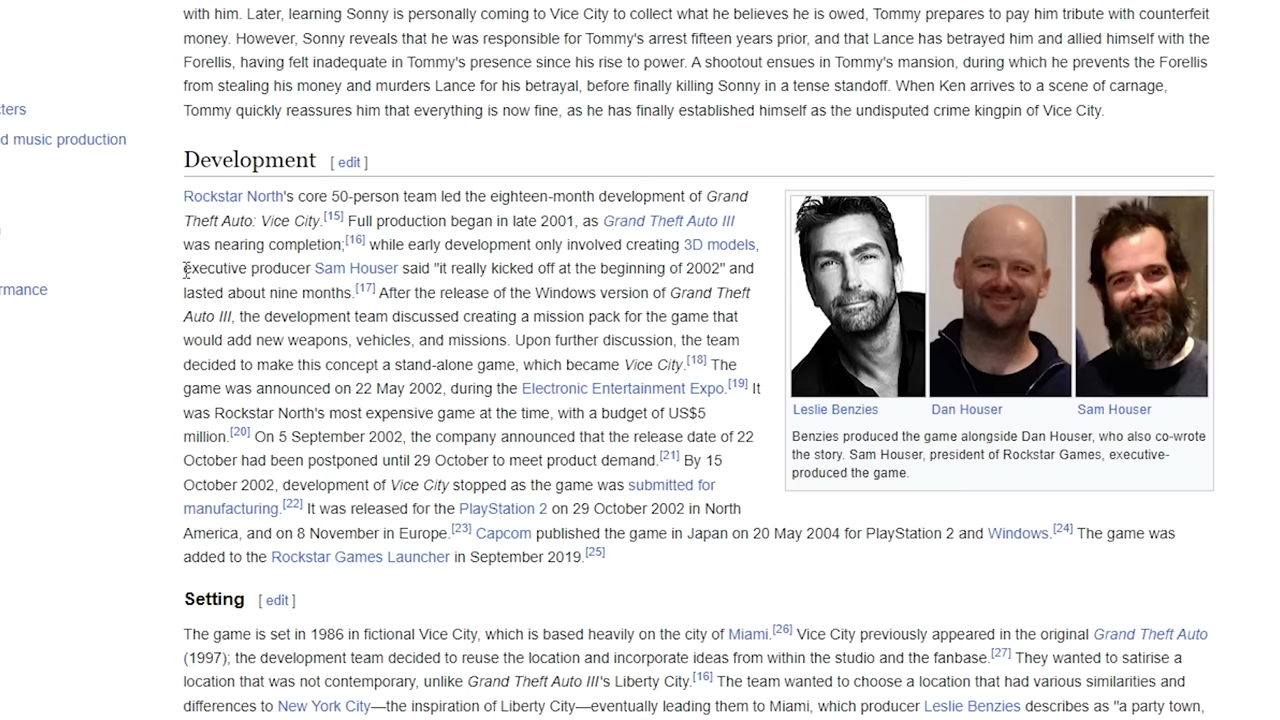 with him. Later, learning Sonny is personally coming to Vice City to collect what he believes he is owed, Tommy prepares to pay him tribute with counterfeit
money. However, Sonny reveals that he was responsible for Tommy's arrest fifteen years prior, and that Lance has betrayed him and allied himself with the
Forellis, having felt inadequate in Tommy's presence since his rise to power. A shootout ensues in Tommy's mansion, during which he prevents the Forellis
from stealing his money and murders Lance for his betrayal, before finally killing Sonny in a tense standoff. When Ken arrives to a scene of carnage,
Tommy quickly reassures him that everything is now fine, as he has finally established himself as the undisputed crime kingpin of Vice City.
cters
d music production
rmance
Development [ edit ]
Rockstar North's core 50-person team led the eighteen-month development of Grand
Theft Auto: Vice City.[15] Full production began in late 2001, as Grand Theft Auto III
was nearing completion;[16] while early development only involved creating 3D models,
executive producer Sam Houser said "it really kicked off at the beginning of 2002" and
lasted about nine months.[17] After the release of the Windows version of Grand Theft
Auto III, the development team discussed creating a mission pack for the game that
would add new weapons, vehicles, and missions. Upon further discussion, the team
decided to make this concept a stand-alone game, which became Vice City.[18] The
game was announced on 22 May 2002, during the Electronic Entertainment Expo.[19] It
was Rockstar North's most expensive game at the time, with a budget of US$5
million.[20] On 5 September 2002, the company announced that the release date of 22
October had been postponed until 29 October to meet product demand.[21] By 15
October 2002, development of Vice City stopped as the game was submitted for
manufacturing.[22] It was released for the PlayStation 2 on 29 October 2002 in North
America, and on 8 November in Europe.[23] Capcom published the game in Japan on 20 May 2004 for PlayStation 2 and Windows.[24] The game was
added to the Rockstar Games Launcher in September 2019.[25]
Leslie Benzies Dan Houser Sam Houser
Benzies produced the game alongside Dan Houser, who also co-wrote
the story. Sam Houser, president of Rockstar Games, executive-
produced the game.
Setting [ edit ]
The game is set in 1986 in fictional Vice City, which is based heavily on the city of Miami.[26] Vice City previously appeared in the original Grand Theft Auto
(1997); the development team decided to reuse the location and incorporate ideas from within the studio and the fanbase.[27] They wanted to satirise a
location that was not contemporary, unlike Grand Theft Auto III's Liberty City.[16] The team wanted to choose a location that had various similarities and
differences to New York City—the inspiration of Liberty City—eventually leading them to Miami, which producer Leslie Benzies describes as "a party town,